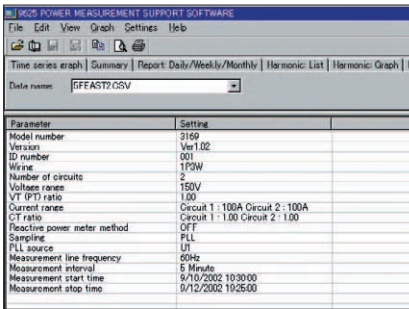 9625 POWER MEASUREMENT SUPPORT SOFTWARE
File Edit View Graph Settings Help
Time series graph Summary Report: Daily/Weekly/Monthly Harmonic: List Harmonic: Graph
Data name 5FEAST2.CSV
Parameter Setting
Model number 3169
Version Ver1.02
ID number 001
Wiring 1P3W
Number of circuits 2
Voltage range 150V
VT (PT) ratio 1.00
Current range Circuit 1 : 100A Circuit 2 : 100A
CT ratio Circuit 1 : 1.00 Circuit 2 : 1.00
Reactive power meter method OFF
Sampling PLL
PLL source U1
Measurement line frequency 60Hz
Measurement interval 5 Minute
Measurement start time 9/10/2002 10:30:00
Measurement stop time 9/12/2002 19:25:00